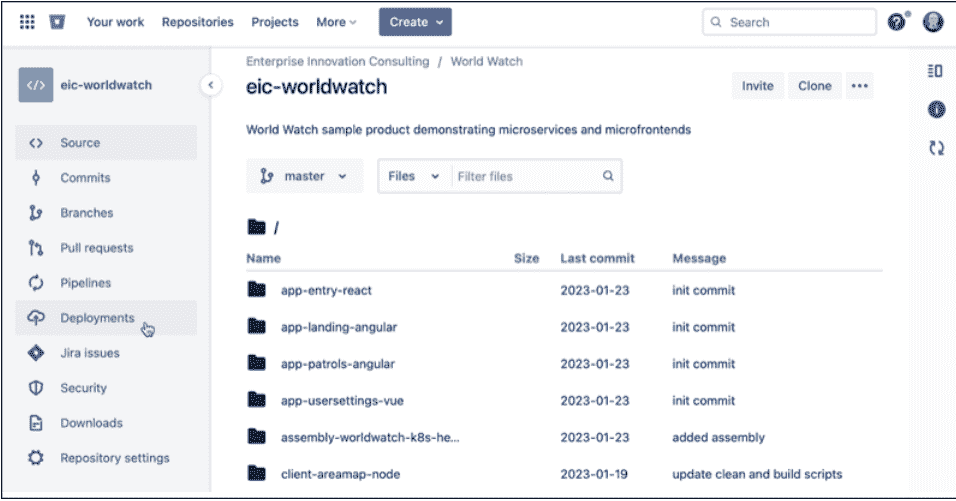 Your work Repositories Projects More Create Search
</> eic-worldwatch
Source
Commits
Branches
Pull requests
Pipelines
Deployments
Jira issues
Security
Downloads
Repository settings
Enterprise Innovation Consulting / World Watch
eic-worldwatch Invite Clone
World Watch sample product demonstrating microservices and microfrontends
master Files Filter files
/
Name Size Last commit Message
app-entry-react 2023-01-23 init commit
app-landing-angular 2023-01-23 init commit
app-patrols-angular 2023-01-23 init commit
app-usersettings-vue 2023-01-23 init commit
assembly-worldwatch-k8s-he... 2023-01-23 added assembly
client-areamap-node 2023-01-19 update clean and build scripts